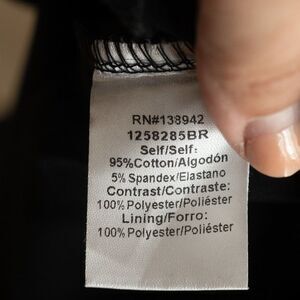 RN#138942
1258285BR
Self/Self:
95%Cotton/Algodón
5% Spandex/Elastano
Contrast/Contraste:
100%Polyester/Poliéster
Lining/Forro:
100%Polyester/Poliéster